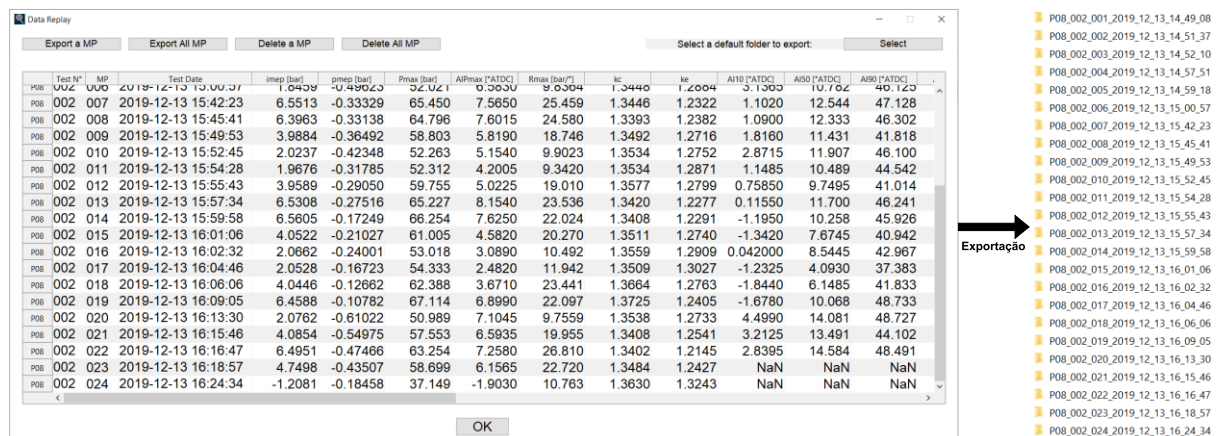 Data Replay
Export a MP Export All MP Delete a MP Delete All MP Select a default folder to export: Select
Test N° MP Test Date imep [bar] pmep [bar] Pmax [bar] AIPmax [°ATDC] Rmax [bar/°] kc ke AI10 [°ATDC] AI50 [°ATDC] AI90 [°ATDC]
P08 002 006 2019-12-13 15:00:57 1.8459 -0.49623 52.021 6.5830 9.8364 1.3448 1.2884 3.1365 10.782 46.125
P08 002 007 2019-12-13 15:42:23 6.5513 -0.33329 65.450 7.5650 25.459 1.3446 1.2322 1.1020 12.544 47.128
P08 002 008 2019-12-13 15:45:41 6.3963 -0.33138 64.796 7.6015 24.580 1.3393 1.2382 1.0900 12.333 46.302
P08 002 009 2019-12-13 15:49:53 3.9884 -0.36492 58.803 5.8190 18.746 1.3492 1.2716 1.8160 11.431 41.818
P08 002 010 2019-12-13 15:52:45 2.0237 -0.42348 52.263 5.1540 9.9023 1.3534 1.2752 2.8715 11.907 46.100
P08 002 011 2019-12-13 15:54:28 1.9676 -0.31785 52.312 4.2005 9.3420 1.3534 1.2871 1.1485 10.489 44.542
P08 002 012 2019-12-13 15:55:43 3.9589 -0.29050 59.755 5.0225 19.010 1.3577 1.2799 0.75850 9.7495 41.014
P08 002 013 2019-12-13 15:57:34 6.5308 -0.27516 65.227 8.1540 23.536 1.3420 1.2277 0.11550 11.700 46.241
P08 002 014 2019-12-13 15:59:58 6.5605 -0.17249 66.254 7.6250 22.024 1.3408 1.2291 -1.1950 10.258 45.926
P08 002 015 2019-12-13 16:01:06 4.0522 -0.21027 61.005 4.5820 20.270 1.3511 1.2740 -1.3420 7.6745 40.942
P08 002 016 2019-12-13 16:02:32 2.0662 -0.24001 53.018 3.0890 10.492 1.3559 1.2909 0.042000 8.5445 42.967
P08 002 017 2019-12-13 16:04:46 2.0528 -0.16723 54.333 2.4820 11.942 1.3509 1.3027 -1.2325 4.0930 37.383
P08 002 018 2019-12-13 16:06:06 4.0446 -0.12662 62.388 3.6710 23.441 1.3664 1.2763 -1.8440 6.1485 41.833
P08 002 019 2019-12-13 16:09:05 6.4588 -0.10782 67.114 6.8990 22.097 1.3725 1.2405 -1.6780 10.068 48.733
P08 002 020 2019-12-13 16:13:30 2.0762 -0.61022 50.989 7.1045 9.7559 1.3538 1.2733 4.4990 14.081 48.727
P08 002 021 2019-12-13 16:15:46 4.0854 -0.54975 57.553 6.5935 19.955 1.3408 1.2541 3.2125 13.491 44.102
P08 002 022 2019-12-13 16:16:47 6.4951 -0.47466 63.254 7.2580 26.810 1.3402 1.2145 2.8395 14.584 48.491
P08 002 023 2019-12-13 16:18:57 4.7498 -0.43507 58.699 6.1565 22.720 1.3484 1.2427 NaN NaN NaN
P08 002 024 2019-12-13 16:24:34 -1.2081 -0.18458 37.149 -1.9030 10.763 1.3630 1.3243 NaN NaN NaN
OK
Exportação
P08_002_001_2019_12_13_14_49_08
P08_002_002_2019_12_13_14_51_37
P08_002_003_2019_12_13_14_52_10
P08_002_004_2019_12_13_14_57_51
P08_002_005_2019_12_13_14_59_18
P08_002_006_2019_12_13_15_00_57
P08_002_007_2019_12_13_15_42_23
P08_002_008_2019_12_13_15_45_41
P08_002_009_2019_12_13_15_49_53
P08_002_010_2019_12_13_15_52_45
P08_002_011_2019_12_13_15_54_28
P08_002_012_2019_12_13_15_55_43
P08_002_013_2019_12_13_15_57_34
P08_002_014_2019_12_13_15_59_58
P08_002_015_2019_12_13_16_01_06
P08_002_016_2019_12_13_16_02_32
P08_002_017_2019_12_13_16_04_46
P08_002_018_2019_12_13_16_06_06
P08_002_019_2019_12_13_16_09_05
P08_002_020_2019_12_13_16_13_30
P08_002_021_2019_12_13_16_15_46
P08_002_022_2019_12_13_16_16_47
P08_002_023_2019_12_13_16_18_57
P08_002_024_2019_12_13_16_24_34